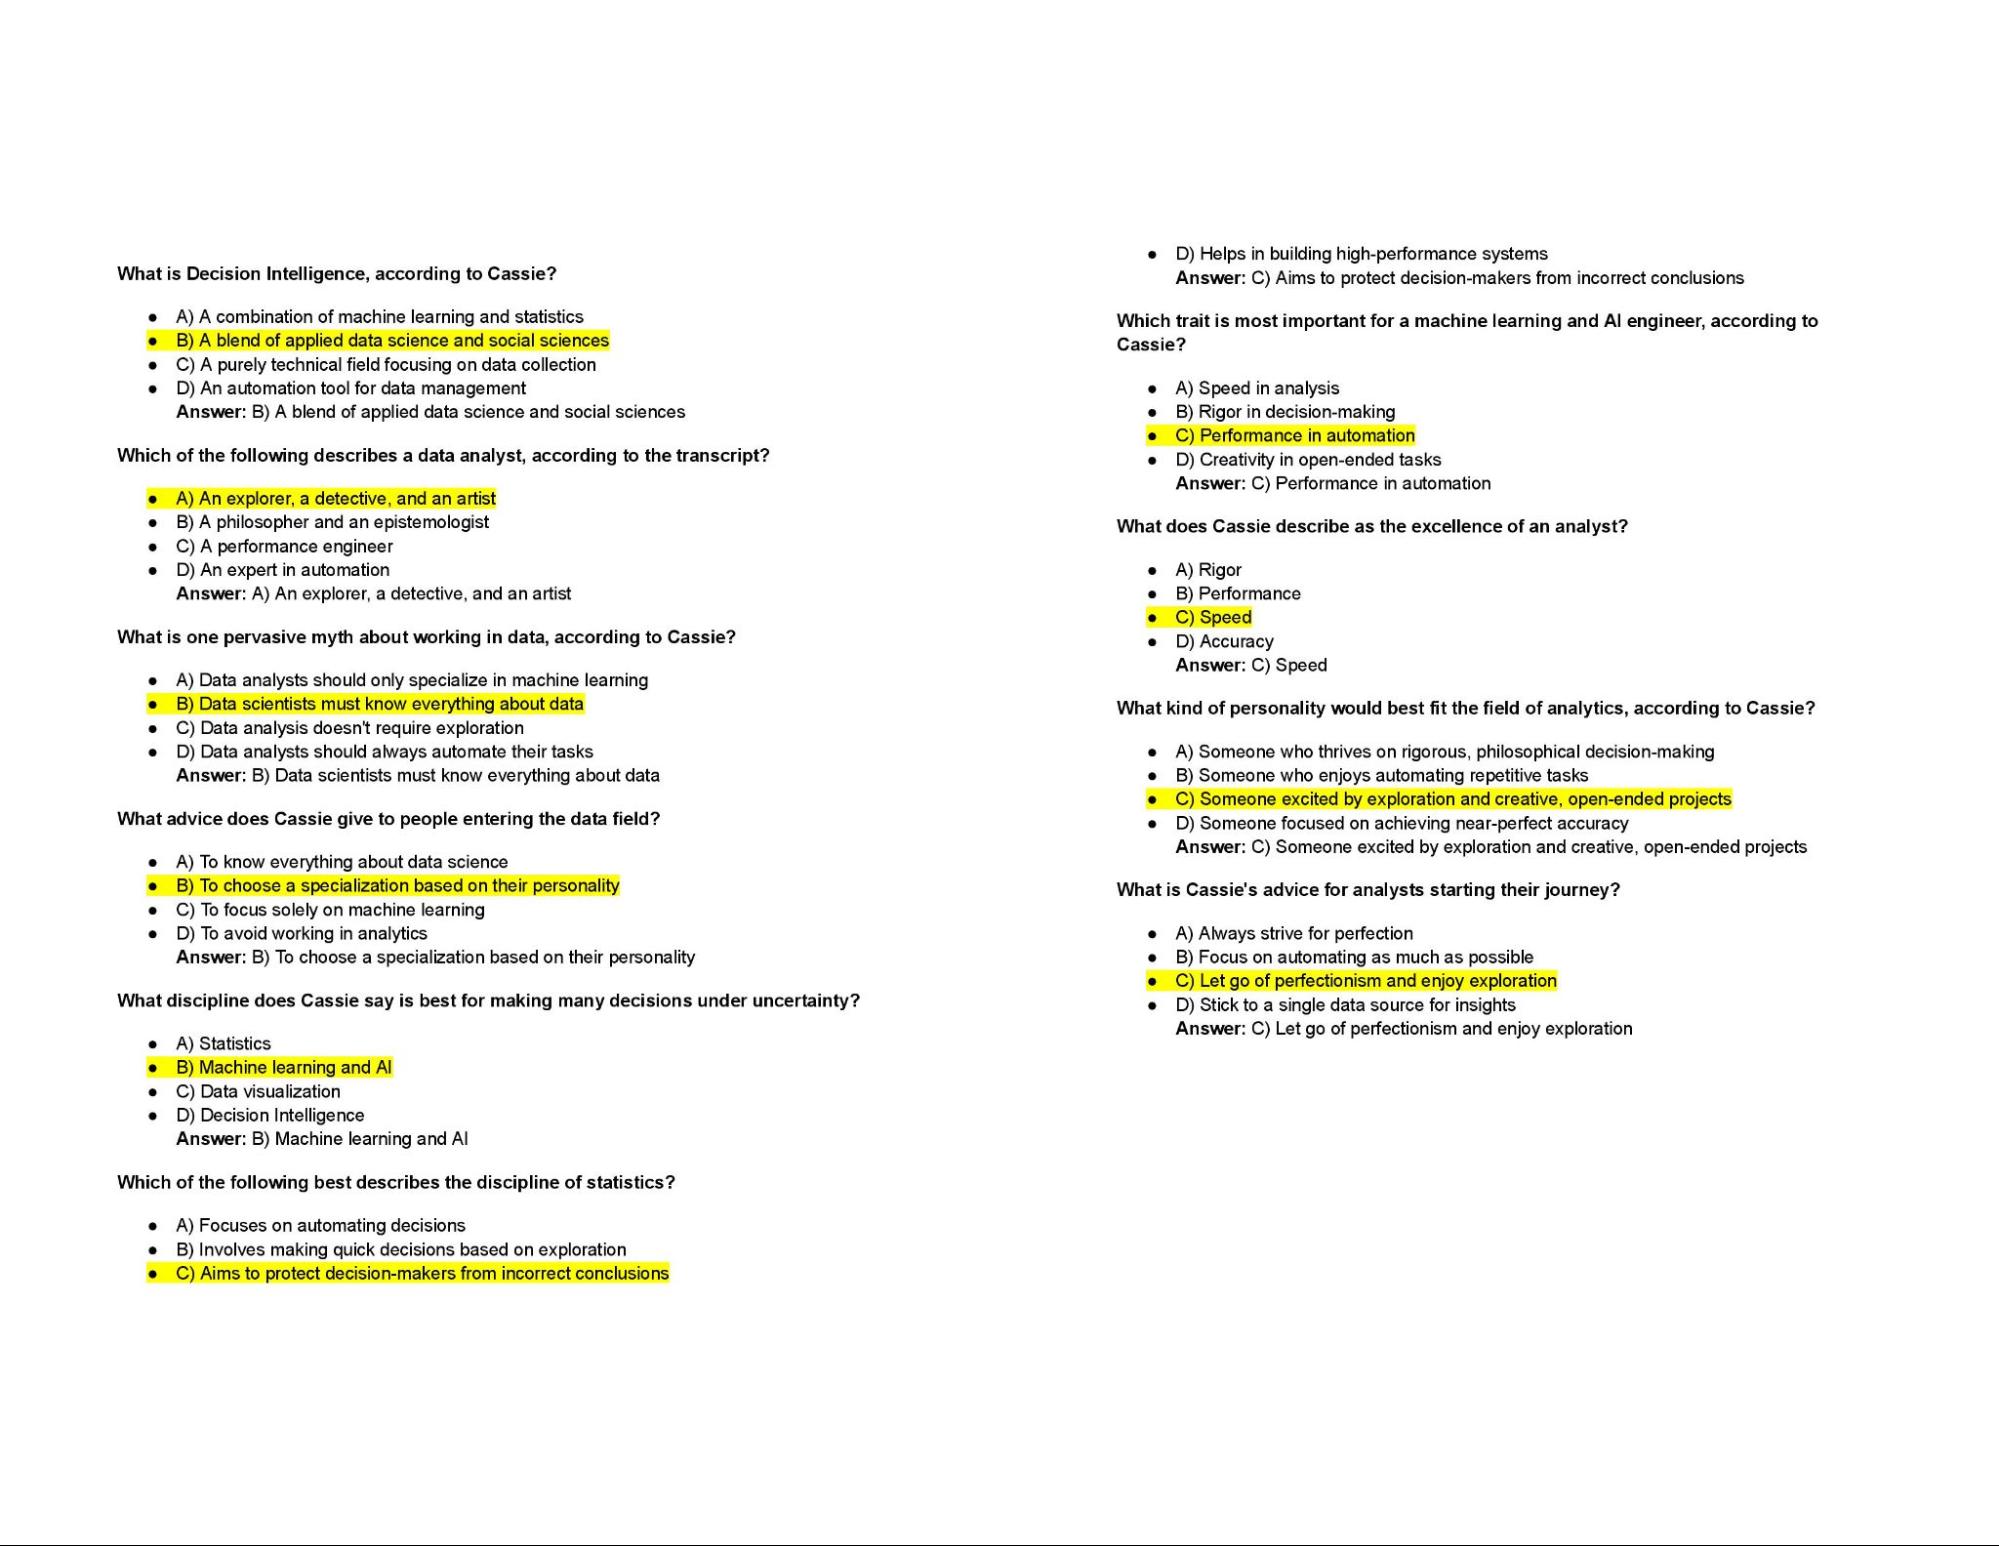 What is Decision Intelligence, according to Cassie?
● A) A combination of machine learning and statistics
● B) A blend of applied data science and social sciences
● C) A purely technical field focusing on data collection
● D) An automation tool for data management
Answer: B) A blend of applied data science and social sciences
Which of the following describes a data analyst, according to the transcript?
● A) An explorer, a detective, and an artist
● B) A philosopher and an epistemologist
● C) A performance engineer
● D) An expert in automation
Answer: A) An explorer, a detective, and an artist
What is one pervasive myth about working in data, according to Cassie?
● A) Data analysts should only specialize in machine learning
● B) Data scientists must know everything about data
● C) Data analysis doesn't require exploration
● D) Data analysts should always automate their tasks
Answer: B) Data scientists must know everything about data
What advice does Cassie give to people entering the data field?
● A) To know everything about data science
● B) To choose a specialization based on their personality
● C) To focus solely on machine learning
● D) To avoid working in analytics
Answer: B) To choose a specialization based on their personality
What discipline does Cassie say is best for making many decisions under uncertainty?
● A) Statistics
● B) Machine learning and AI
● C) Data visualization
● D) Decision Intelligence
Answer: B) Machine learning and AI
Which of the following best describes the discipline of statistics?
● A) Focuses on automating decisions
● B) Involves making quick decisions based on exploration
● C) Aims to protect decision-makers from incorrect conclusions
● D) Helps in building high-performance systems
Answer: C) Aims to protect decision-makers from incorrect conclusions
Which trait is most important for a machine learning and AI engineer, according to
Cassie?
● A) Speed in analysis
● B) Rigor in decision-making
● C) Performance in automation
● D) Creativity in open-ended tasks
Answer: C) Performance in automation
What does Cassie describe as the excellence of an analyst?
● A) Rigor
● B) Performance
● C) Speed
● D) Accuracy
Answer: C) Speed
What kind of personality would best fit the field of analytics, according to Cassie?
● A) Someone who thrives on rigorous, philosophical decision-making
● B) Someone who enjoys automating repetitive tasks
● C) Someone excited by exploration and creative, open-ended projects
● D) Someone focused on achieving near-perfect accuracy
Answer: C) Someone excited by exploration and creative, open-ended projects
What is Cassie's advice for analysts starting their journey?
● A) Always strive for perfection
● B) Focus on automating as much as possible
● C) Let go of perfectionism and enjoy exploration
● D) Stick to a single data source for insights
Answer: C) Let go of perfectionism and enjoy exploration